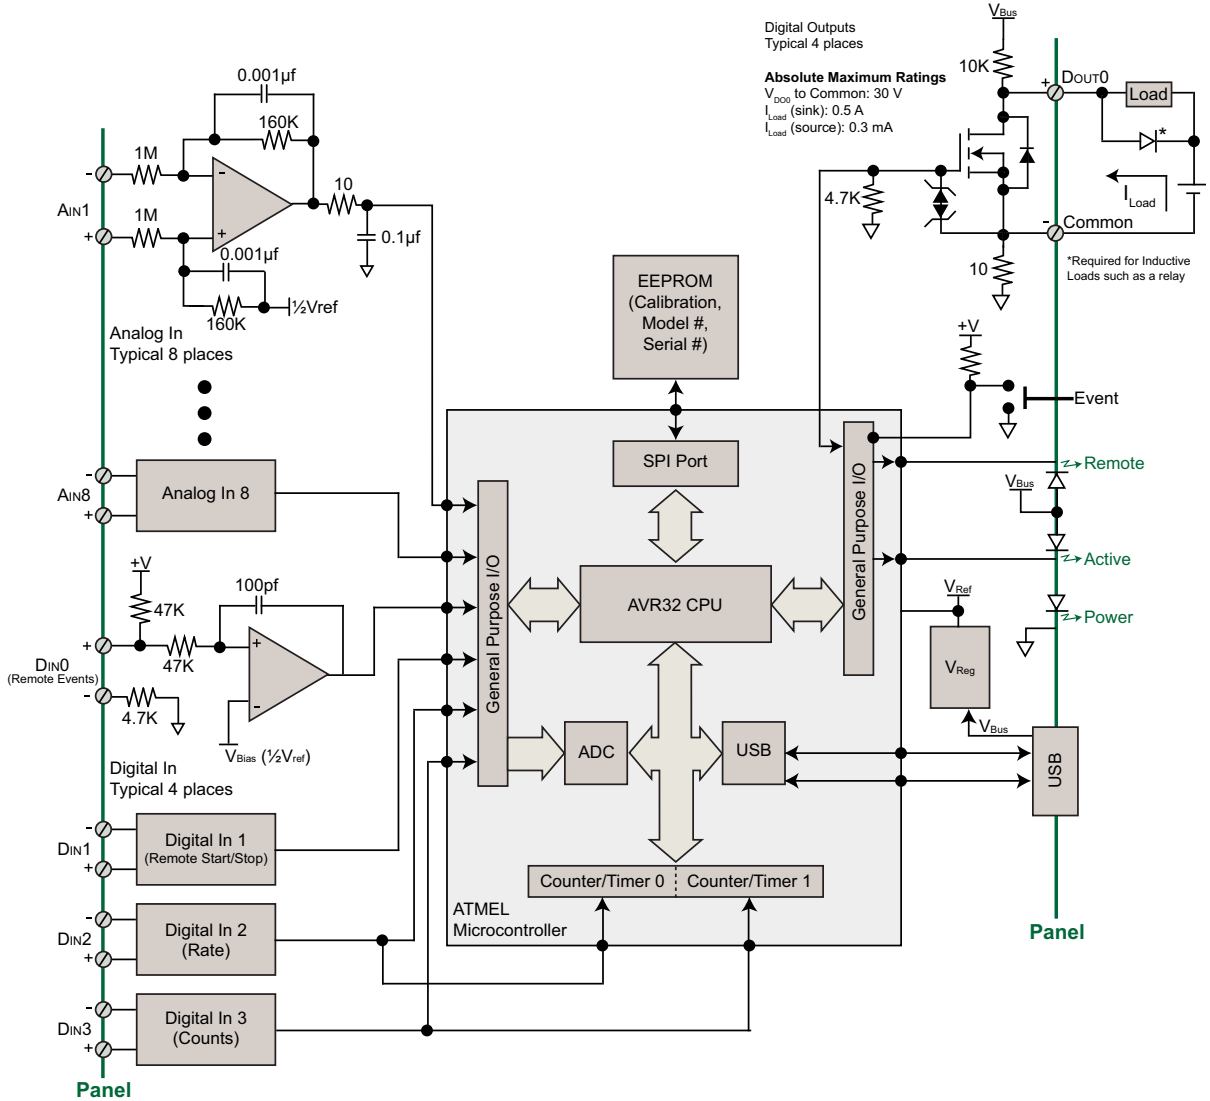 Digital Outputs
Typical 4 places
Absolute Maximum Ratings
VDO0 to Common: 30 V
ILoad (sink): 0.5 A
ILoad (source): 0.3 mA
VBus
10K
+
DOUT0
Load
*
ILoad
4.7K
-
Common
10
*Required for Inductive
Loads such as a relay
0.001µf
160K
1M
-
-
10
AIN1
1M
+
+
0.1µf
0.001µf
½Vref
160K
Analog In
Typical 8 places
EEPROM
(Calibration,
Model #,
Serial #)
+V
Event
SPI Port
General Purpose I/O
Remote
VBus
Active
-
AIN8
+
Analog In 8
General Purpose I/O
AVR32 CPU
+V
47K
100pf
+
47K
+
DIN0
(Remote Events)
-
4.7K
-
VBias (½Vref)
VRef
Power
VReg
VBus
ADC
USB
USB
Digital In
Typical 4 places
-
DIN1
+
Digital In 1
(Remote Start/Stop)
Counter/Timer 0
Counter/Timer 1
ATMEL
Microcontroller
-
DIN2
+
Digital In 2
(Rate)
Panel
-
DIN3
+
Digital In 3
(Counts)
Panel